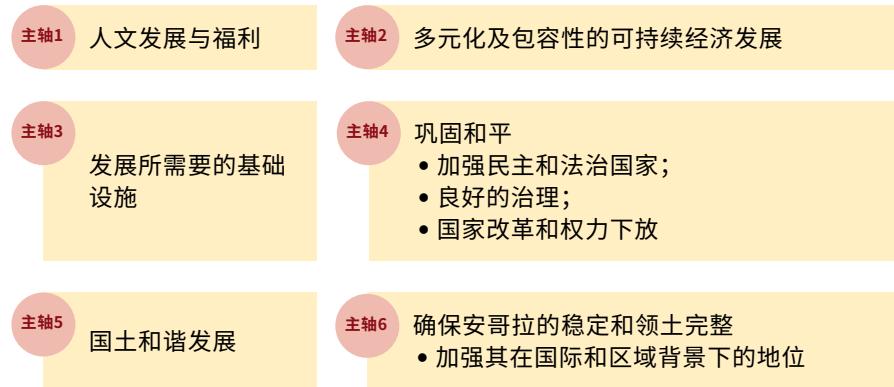 主轴1
人文发展与福利
主轴2
多元化及包容性的可持续经济发展
主轴3
发展所需要的基础
设施
主轴4
巩固和平
• 加强民主和法治国家；
• 良好的治理；
• 国家改革和权力下放
主轴5
国土和谐发展
主轴6
确保安哥拉的稳定和领土完整
• 加强其在国际和区域背景下的地位